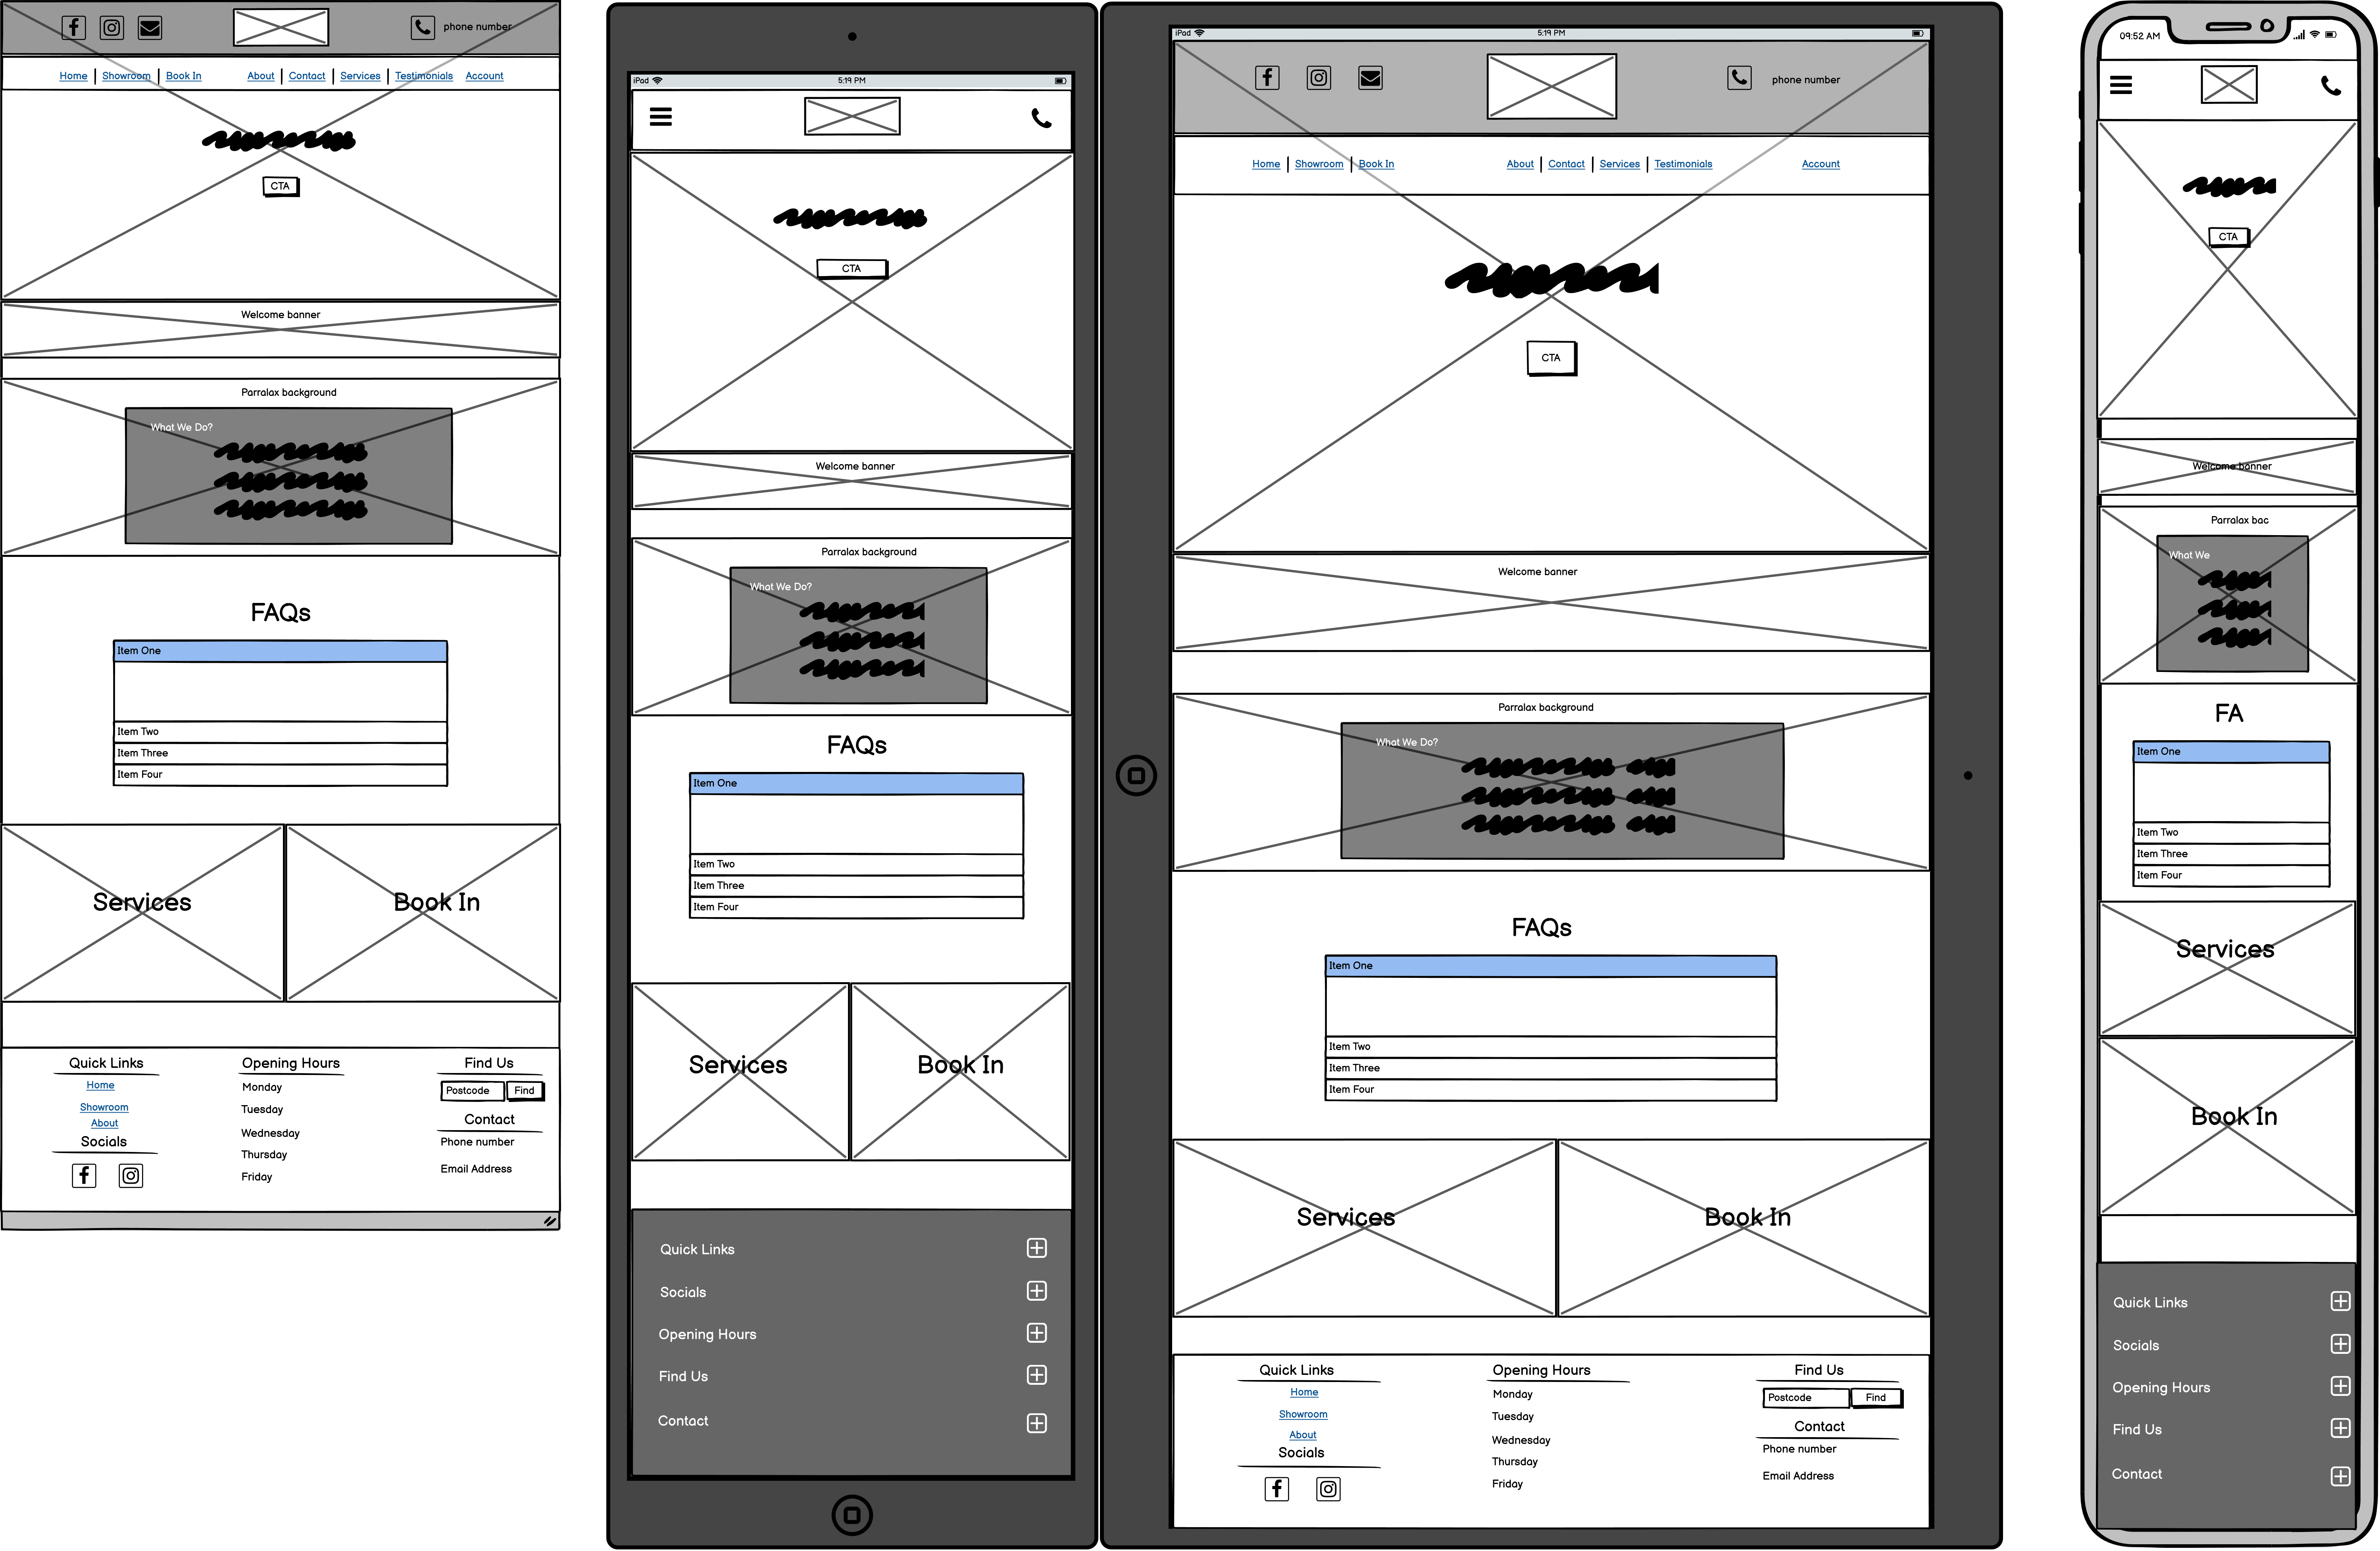 phone number
Home Showroom Book In About Contact Services Testimonials Account
CTA
Welcome banner
Parralax background
What We Do?
FAQs
Item One
Item Two
Item Three
Item Four
Services Book In
Quick Links
Home
Showroom
About
Socials
Opening Hours
Monday
Tuesday
Wednesday
Thursday
Friday
Find Us
Postcode Find
Contact
Phone number
Email Address
iPad 5:19 PM
CTA
Welcome banner
Parralax background
What We Do?
FAQs
Item One
Item Two
Item Three
Item Four
Services Book In
Quick Links
Socials
Opening Hours
Find Us
Contact
iPad 5:19 PM
phone number
Home Showroom Book In About Contact Services Testimonials Account
CTA
Welcome banner
Parralax background
What We Do?
FAQs
Item One
Item Two
Item Three
Item Four
Services Book In
Quick Links
Home
Showroom
About
Socials
Opening Hours
Monday
Tuesday
Wednesday
Thursday
Friday
Find Us
Postcode Find
Contact
Phone number
Email Address
09:52 AM
CTA
Welcome banner
Parralax bac
What We
FA
Item One
Item Two
Item Three
Item Four
Services
Book In
Quick Links
Socials
Opening Hours
Find Us
Contact